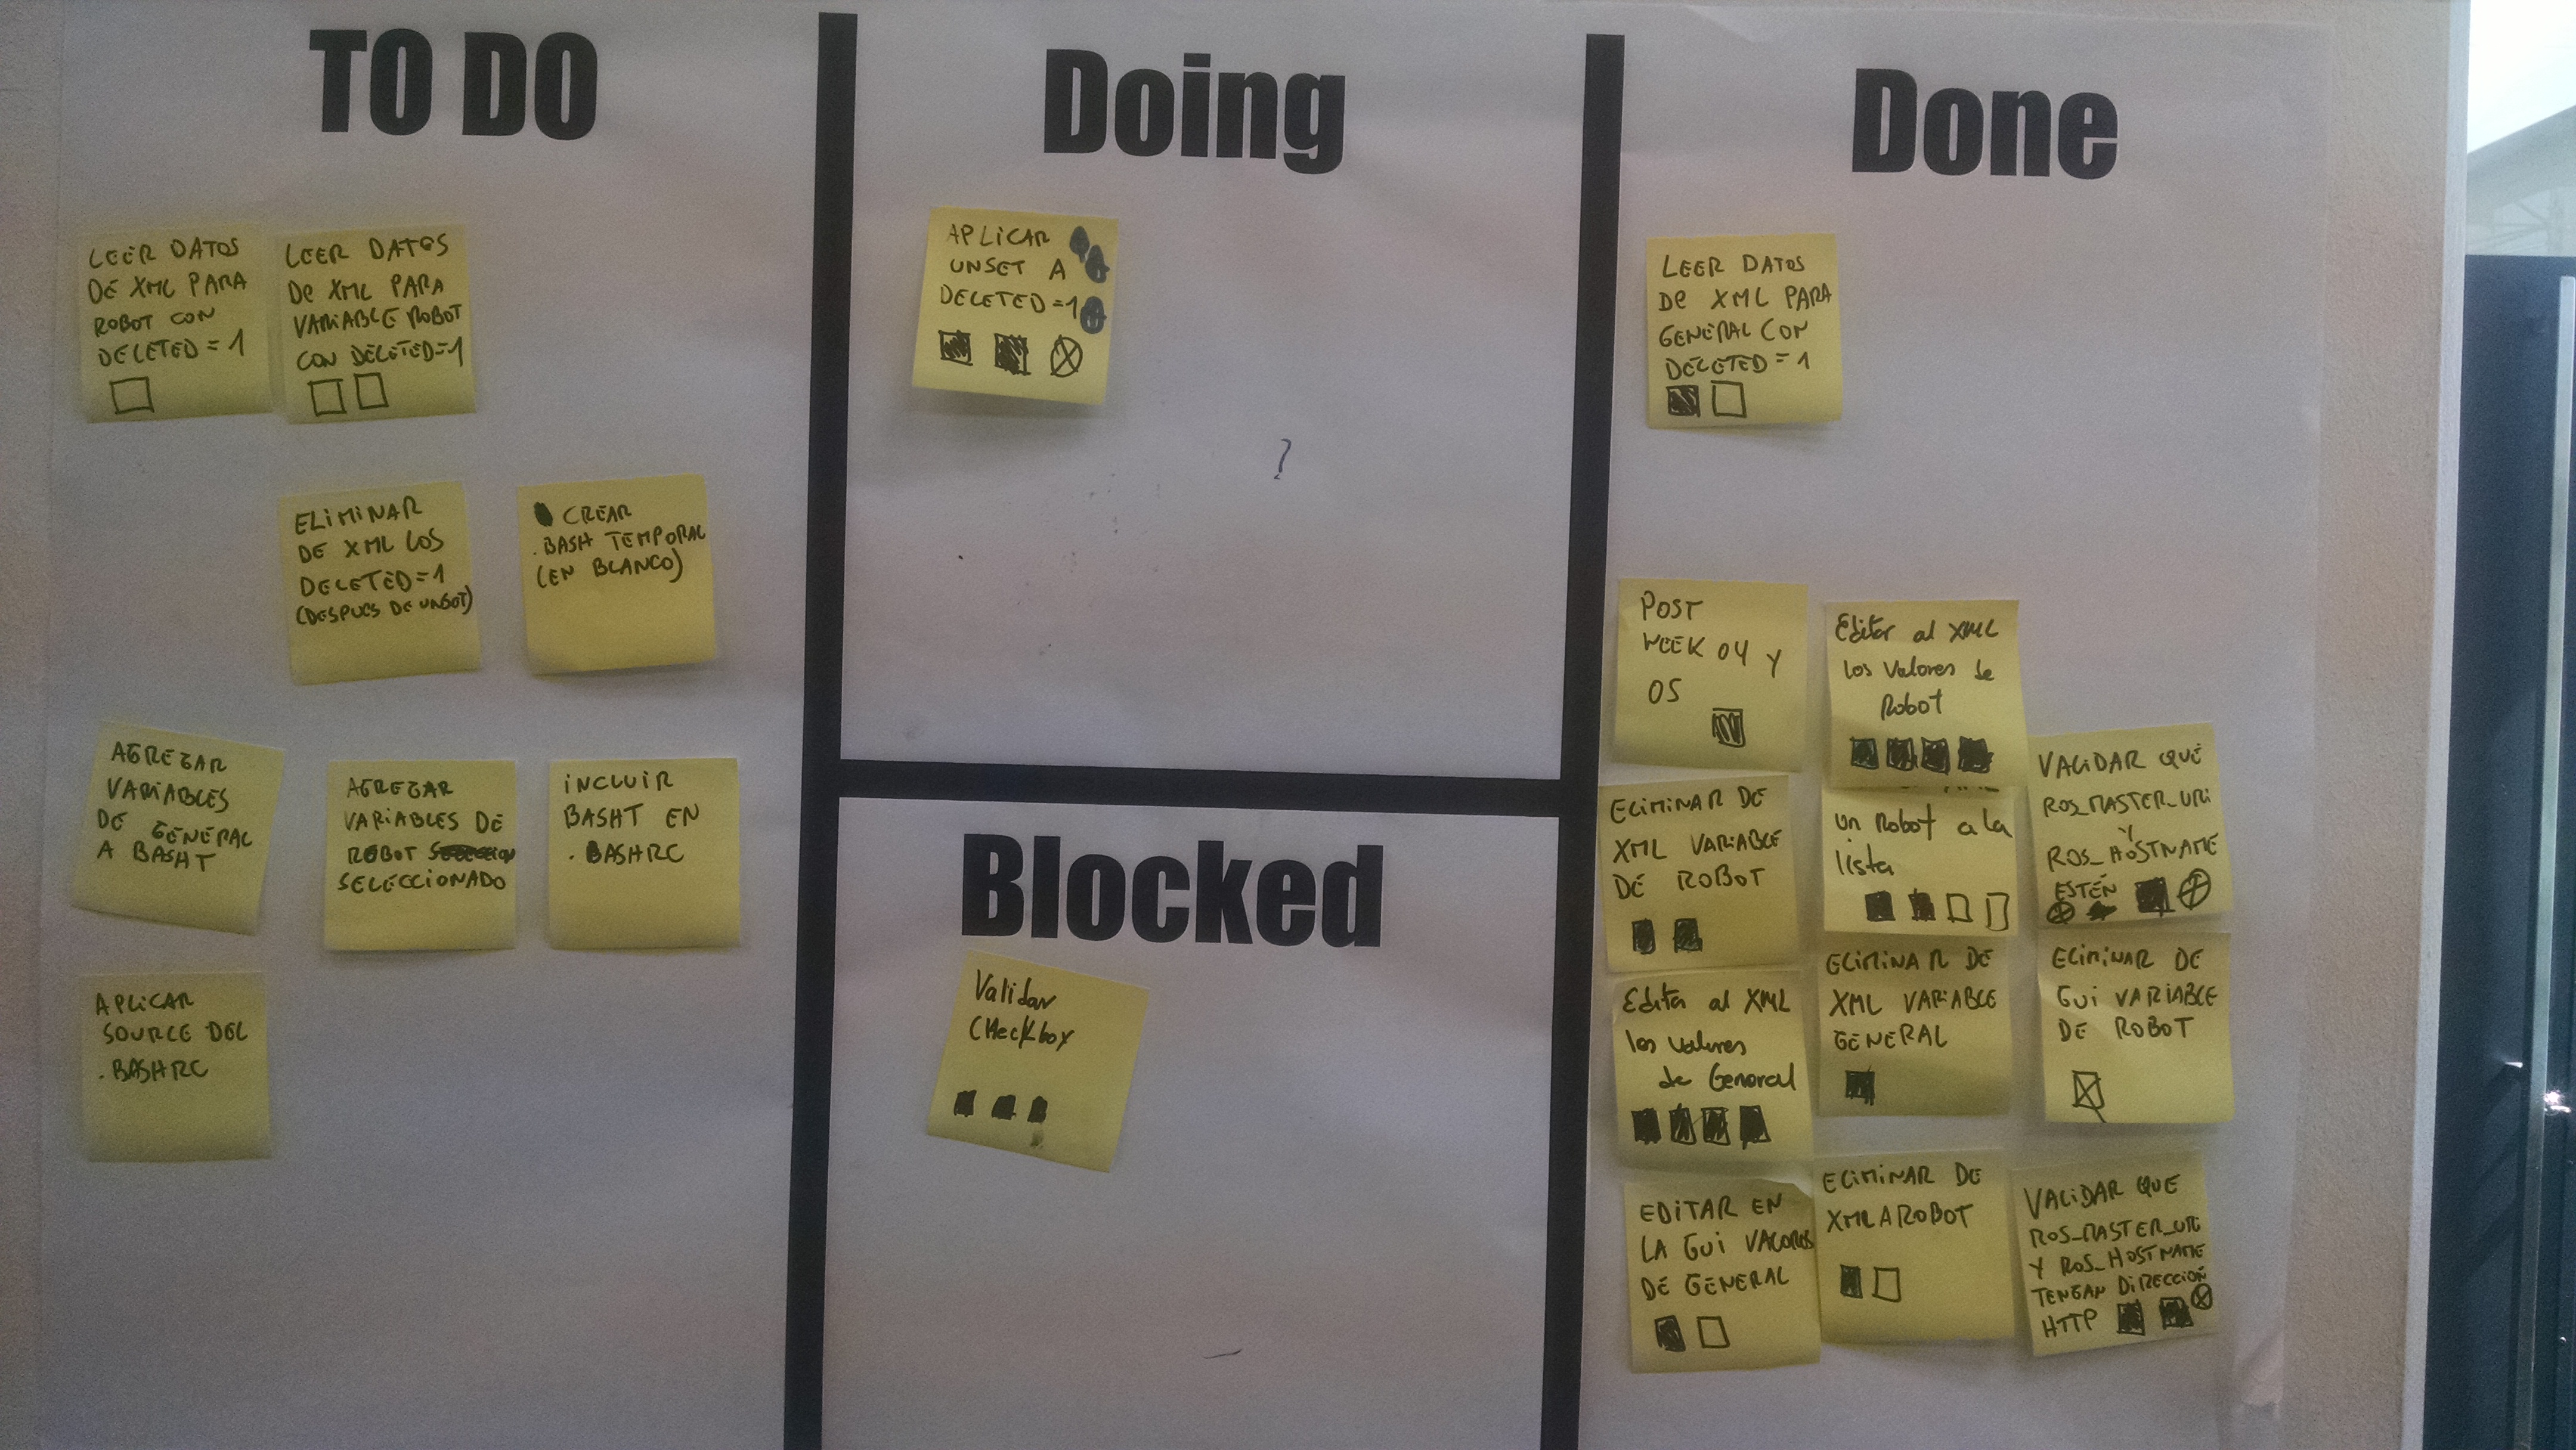 TO DO
LEER DATOS
DE XML PARA
ROBOT CON
DELETED = 1
LEER DATOS
De XML PARA
VARIABLE ROBOT
CON DELETED=1
ELIMINAR
DE XML LOS
DELETED=1
(DESPUES DE UNSET)
CREAR
.BASH TEMPORAL
(EN BLANCO)
AGREGAR
VARIABLES
DE GENERAL
A BASHT
AGREGAR
VARIABLES DE
ROBOT
SELECCIONADO
INCLUIR
BASHT EN
.BASHRC
APLICAR
SOURCE DEL
.BASHRC
Doing
APLICAR
UNSET A
DELETED=1
?
Blocked
Validar
CHeckbox
Done
LEER DATOS
De XML PARA
GENERAL CON
DELETED = 1
POST
WEEK 04 Y
05
Editar al XML
los Valores de
Robot
ELIMINAR DE
XML VARIABLE
DE ROBOT
un Robot a la
lista
VALIDAR QUE
ROS_MASTER_URI
Y
ROS_HOSTNAME
ESTÉN
Editar al XML
los valores
de General
ELIMINAR DE
XML VARIABLE
GENERAL
ELIMINAR DE
GUI VARIABLE
DE ROBOT
EDITAR EN
LA GUI VALORES
DE GENERAL
ELIMINAR DE
XML A ROBOT
VALIDAR QUE
ROS_MASTER_URI
Y ROS_HOSTNAME
TENGAN DIRECCIÓN
HTTP